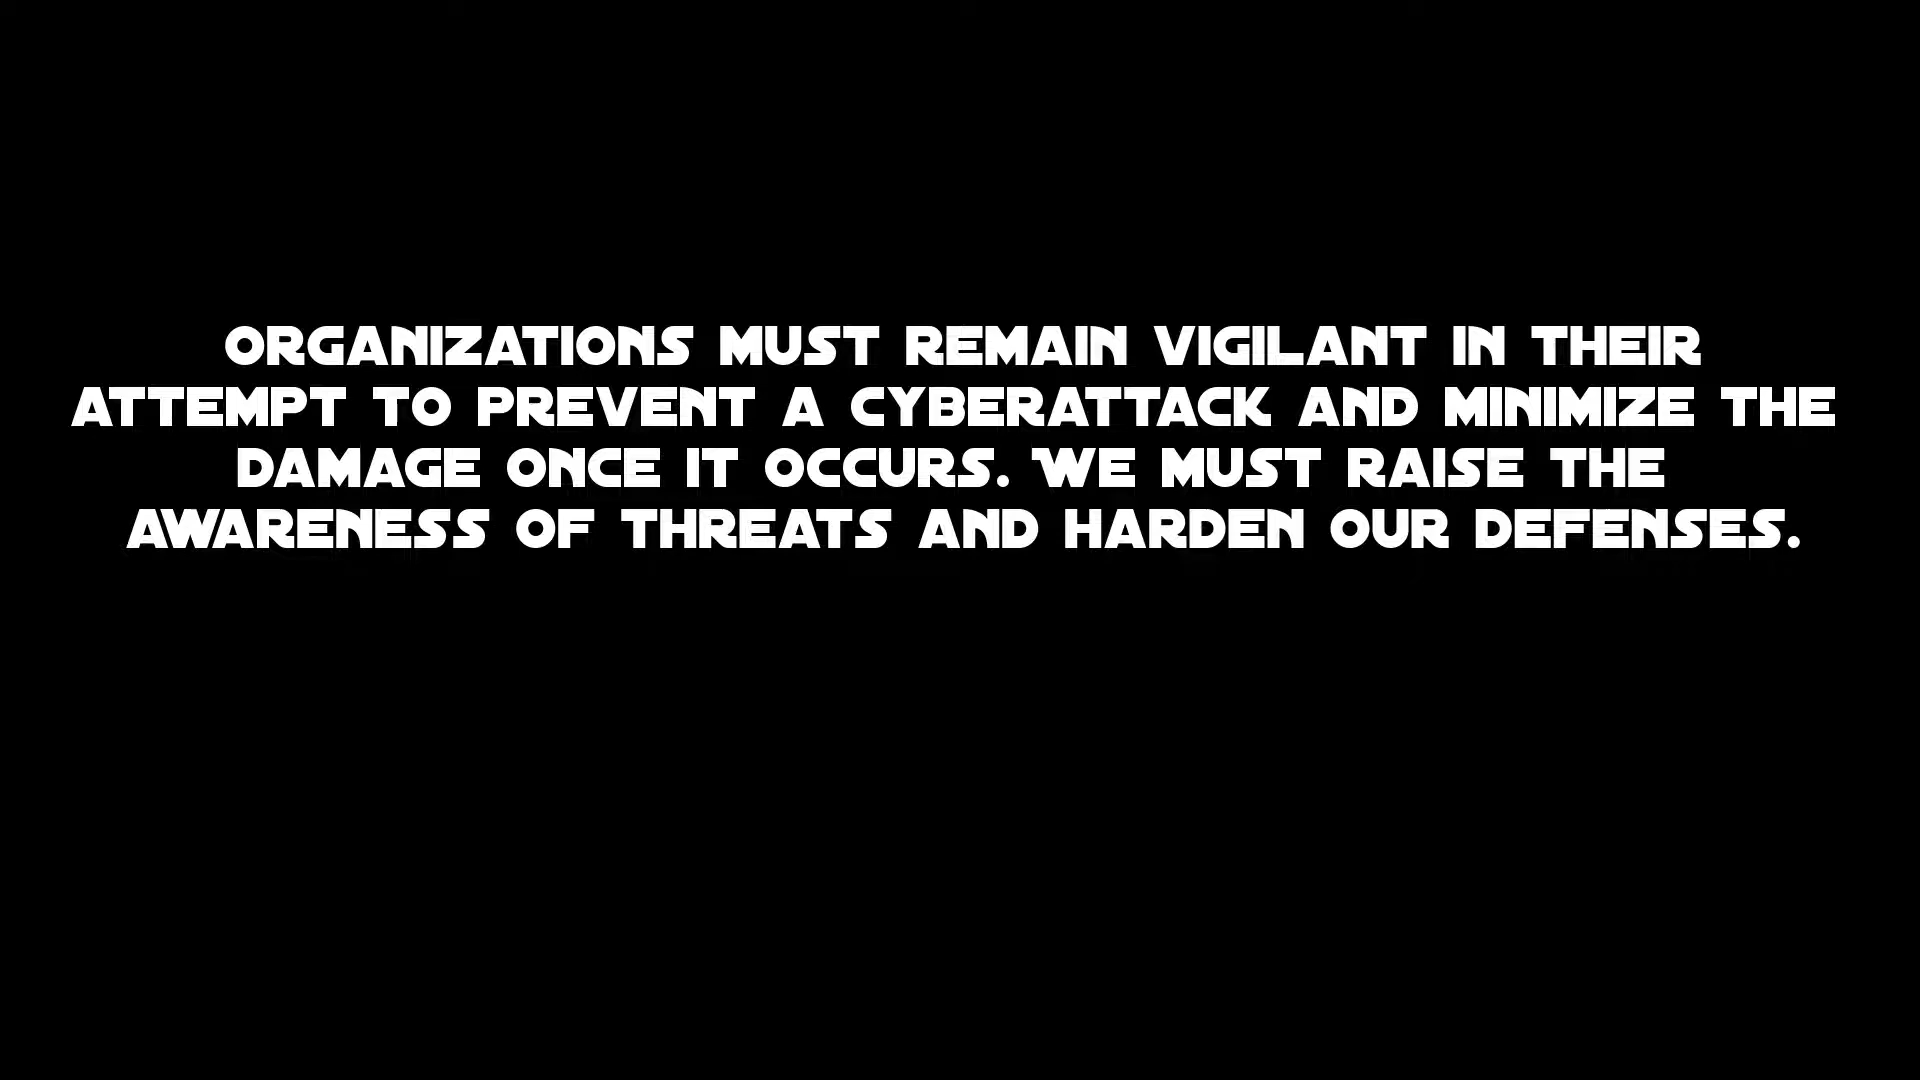 ORGANIZATIONS MUST REMAIN VIGILANT IN THEIR
ATTEMPT TO PREVENT A CYBERATTACK AND MINIMIZE THE
DAMAGE ONCE IT OCCURS. WE MUST RAISE THE
AWARENESS OF THREATS AND HARDEN OUR DEFENSES.